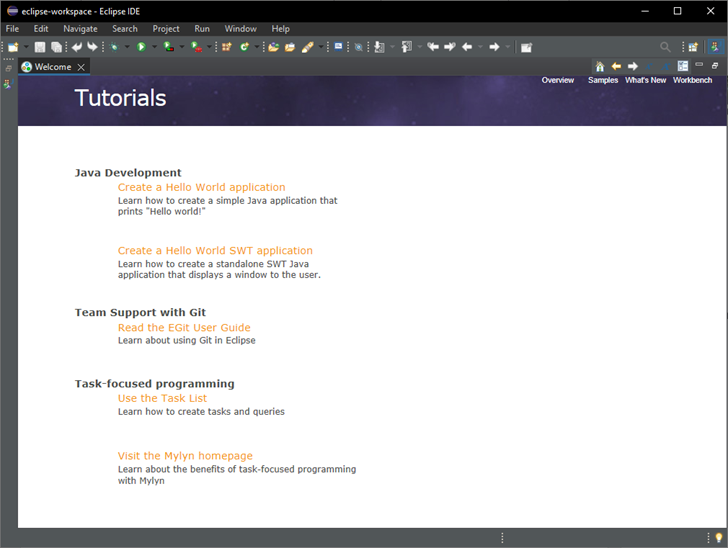 eclipse-workspace - Eclipse IDE
File Edit Navigate Search Project Run Window Help
Welcome
Overview Samples What's New Workbench
Tutorials
Java Development
Create a Hello World application
Learn how to create a simple Java application that
prints "Hello world!"
Create a Hello World SWT application
Learn how to create a standalone SWT Java
application that displays a window to the user.
Team Support with Git
Read the EGit User Guide
Learn about using Git in Eclipse
Task-focused programming
Use the Task List
Learn how to create tasks and queries
Visit the Mylyn homepage
Learn about the benefits of task-focused programming
with Mylyn